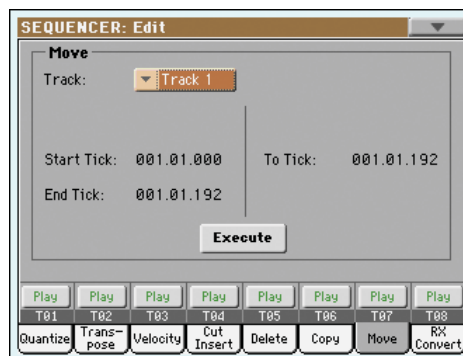 SEQUENCER: Edit
Move
Track: Track 1
Start Tick: 001.01.000 To Tick: 001.01.192
End Tick: 001.01.192
Execute
Play Play Play Play Play Play Play Play
T01 T02 T03 T04 T05 T06 T07 T08
Quantize Trans-pose Velocity Cut Insert Delete Copy Move RX Convert